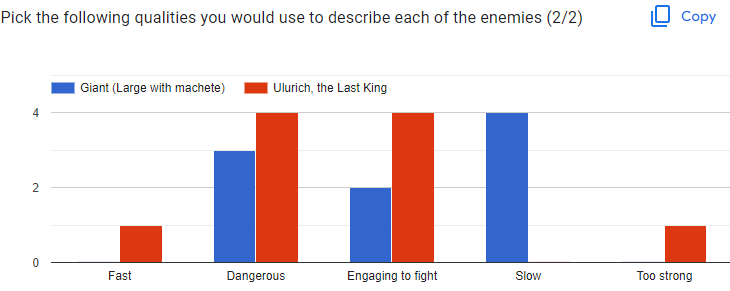 Pick the following qualities you would use to describe each of the enemies (2/2)
Copy
Giant (Large with machete)
Ulurich, the Last King
4
2
0
Fast
Dangerous
Engaging to fight
Slow
Too strong